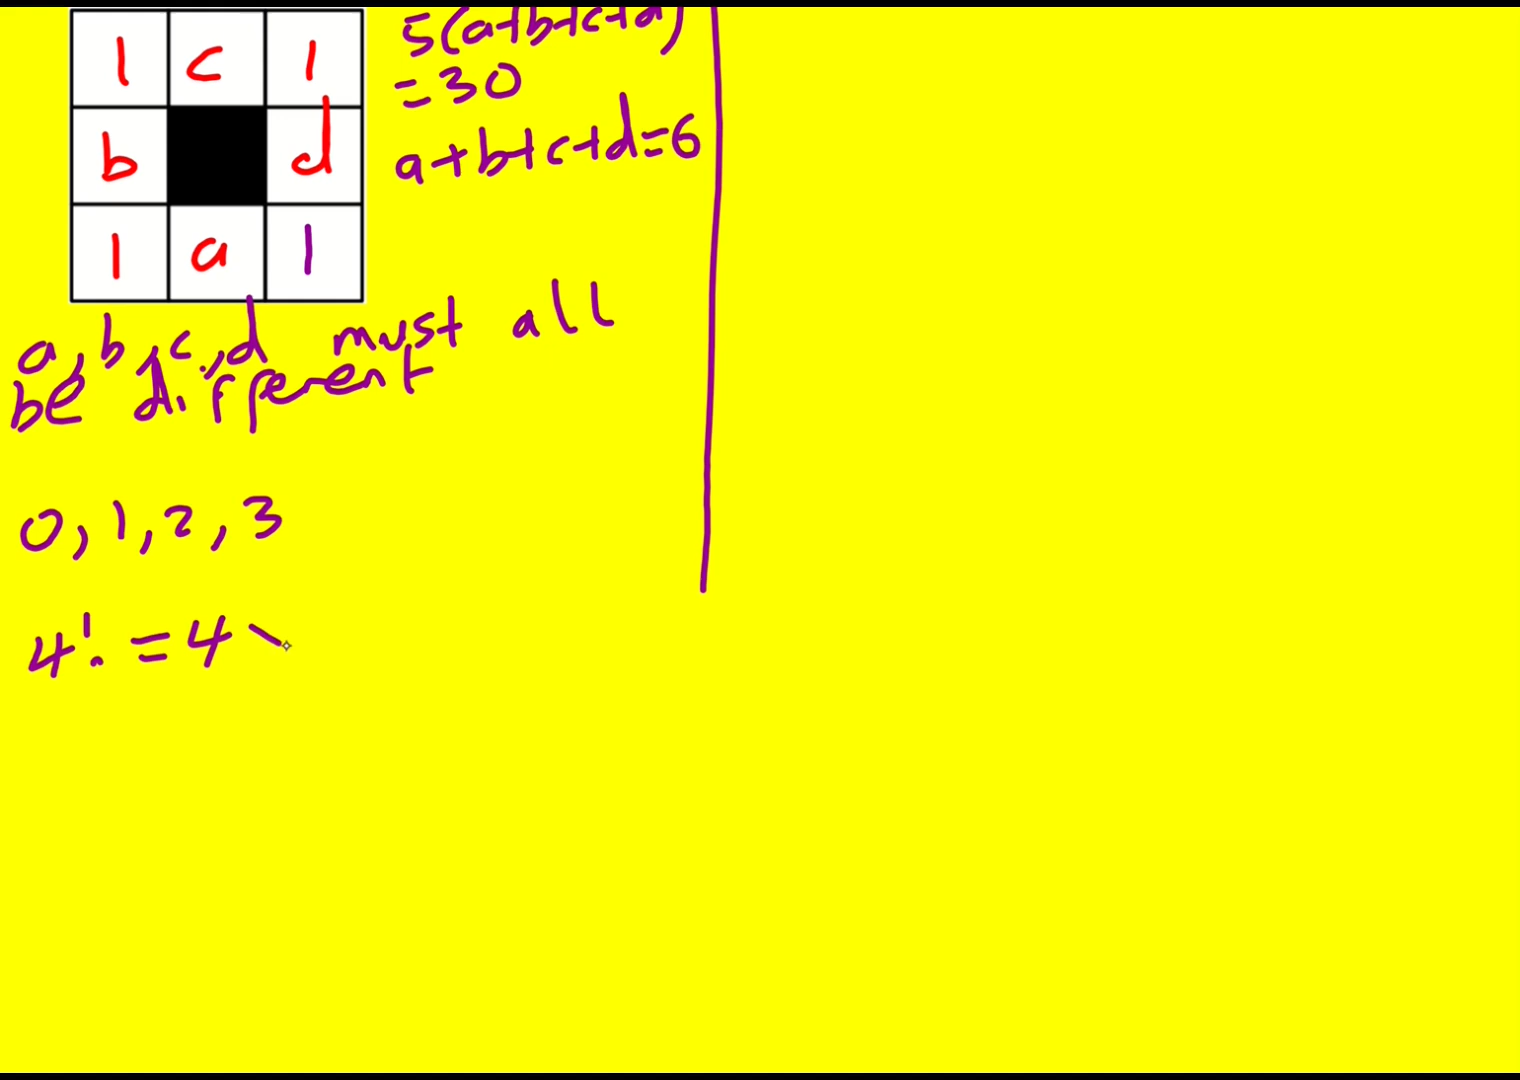 1 c 1
b d
1 a 1
5(a+b+c+d)
=30
a+b+c+d=6
a,b,c,d must all
be different
0,1,2,3
4! = 4